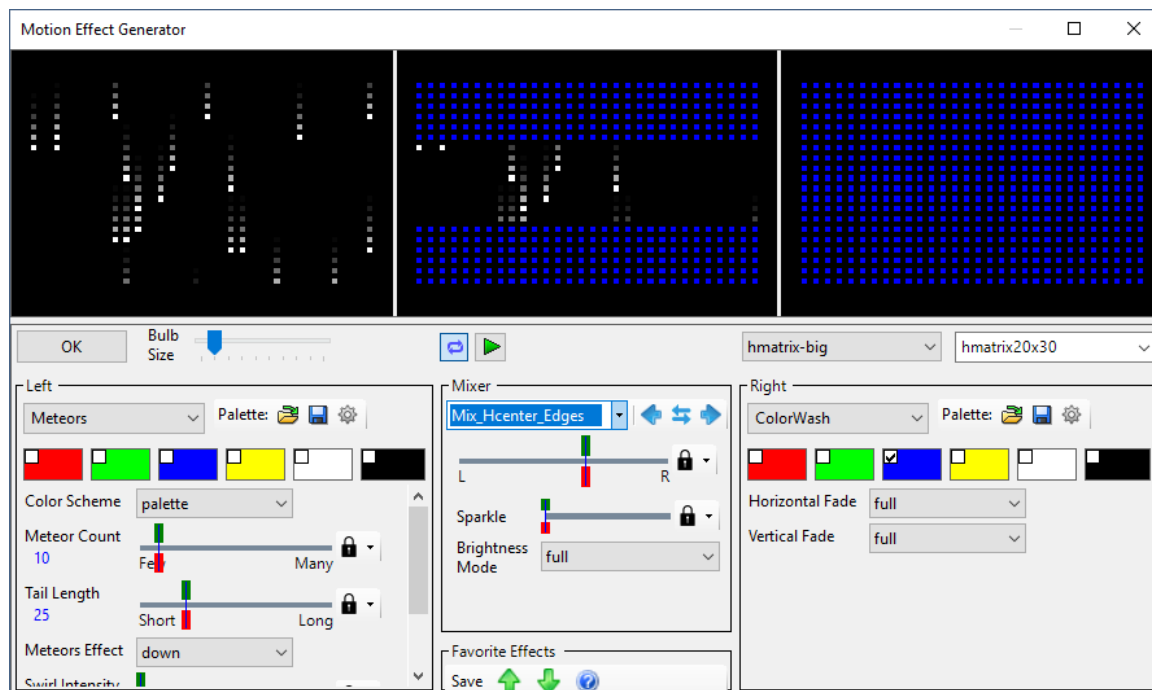 Motion Effect Generator
OK
Bulb
Size
hmatrix-big
hmatrix20x30
Left
Meteors
Palette:
Color Scheme
palette
Meteor Count
10
Few
Many
Tail Length
25
Short
Long
Meteors Effect
down
Swirl Intensity
Mixer
Mix_Hcenter_Edges
L
R
Sparkle
Brightness
Mode
full
Favorite Effects
Save
Right
ColorWash
Palette:
Horizontal Fade
full
Vertical Fade
full